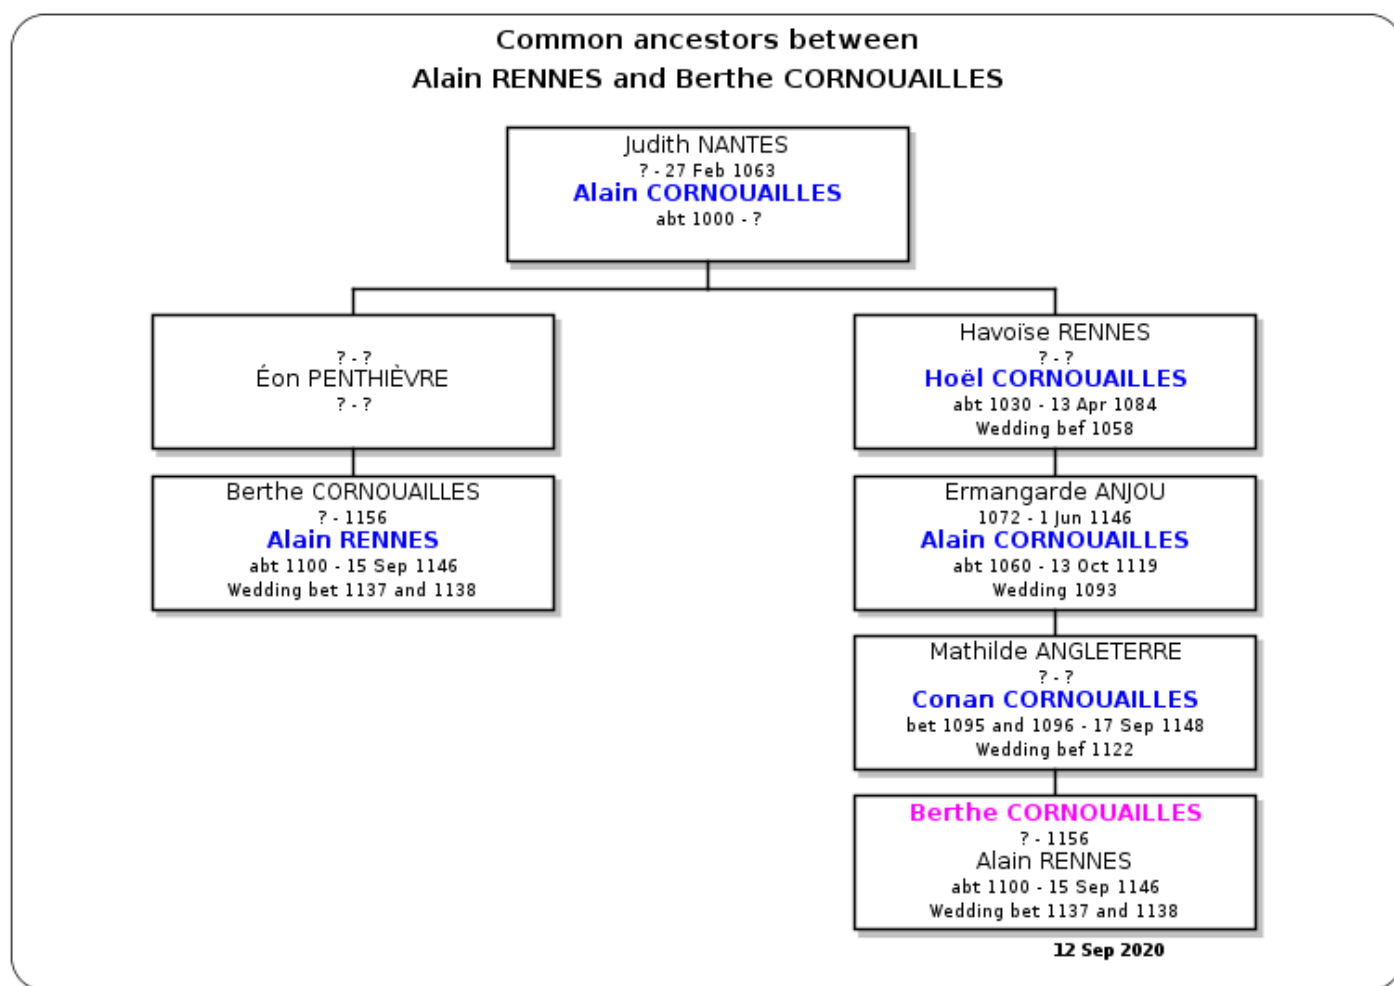 Common ancestors between
Alain RENNES and Berthe CORNOUAILLES
Judith NANTES
? - 27 Feb 1063
Alain CORNOUAILLES
abt 1000 - ?
? - ?
Éon PENTHIÈVRE
? - ?
Havoïse RENNES
? - ?
Hoël CORNOUAILLES
abt 1030 - 13 Apr 1084
Wedding bef 1058
Berthe CORNOUAILLES
? - 1156
Alain RENNES
abt 1100 - 15 Sep 1146
Wedding bet 1137 and 1138
Ermangarde ANJOU
1072 - 1 Jun 1146
Alain CORNOUAILLES
abt 1060 - 13 Oct 1119
Wedding 1093
Mathilde ANGLETERRE
? - ?
Conan CORNOUAILLES
bet 1095 and 1096 - 17 Sep 1148
Wedding bef 1122
Berthe CORNOUAILLES
? - 1156
Alain RENNES
abt 1100 - 15 Sep 1146
Wedding bet 1137 and 1138
12 Sep 2020